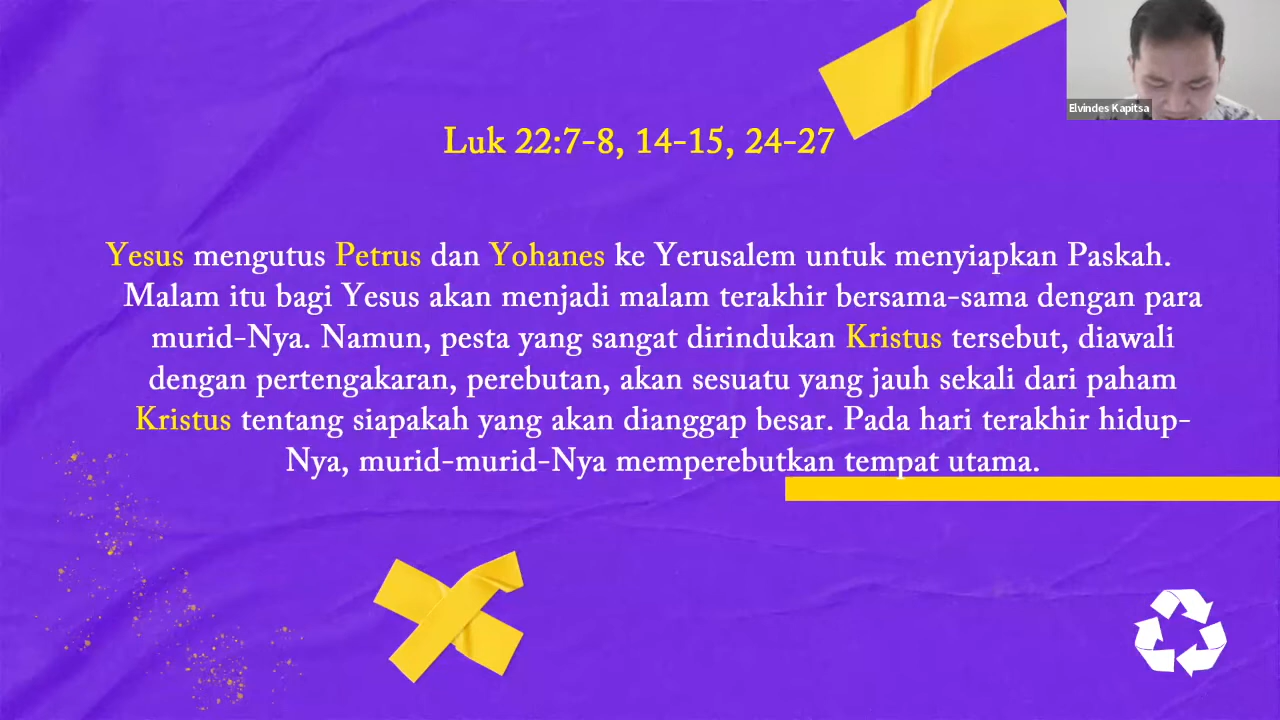 Elvindes Kapitsa
Luk 22:7-8, 14-15, 24-27
Yesus mengutus Petrus dan Yohanes ke Yerusalem untuk menyiapkan Paskah.
Malam itu bagi Yesus akan menjadi malam terakhir bersama-sama dengan para
murid-Nya. Namun, pesta yang sangat dirindukan Kristus tersebut, diawali
dengan pertengakaran, perebutan, akan sesuatu yang jauh sekali dari paham
Kristus tentang siapakah yang akan dianggap besar. Pada hari terakhir hidup-
Nya, murid-murid-Nya memperebutkan tempat utama.